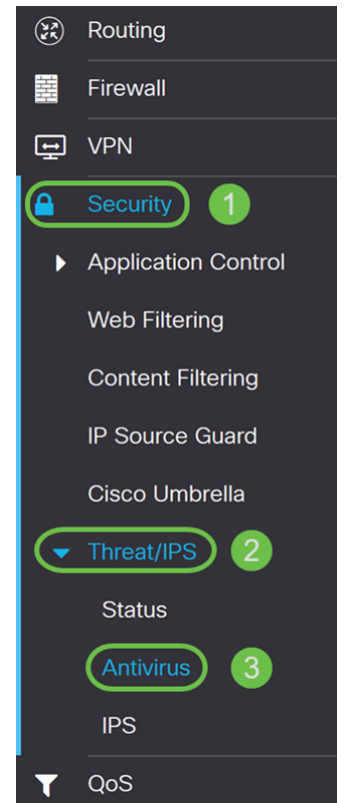 Routing
Firewall
VPN
Security 1
Application Control
Web Filtering
Content Filtering
IP Source Guard
Cisco Umbrella
Threat/IPS 2
Status
Antivirus 3
IPS
QoS